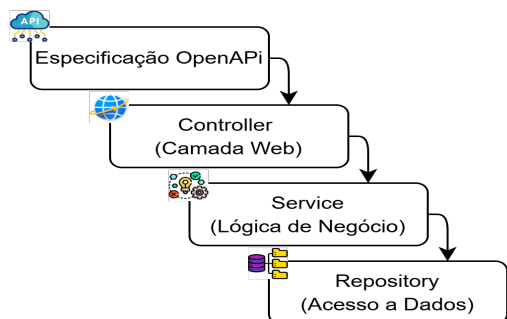 API
Especificação OpenAPi
Controller
(Camada Web)
Service
(Lógica de Negócio)
Repository
(Acesso a Dados)